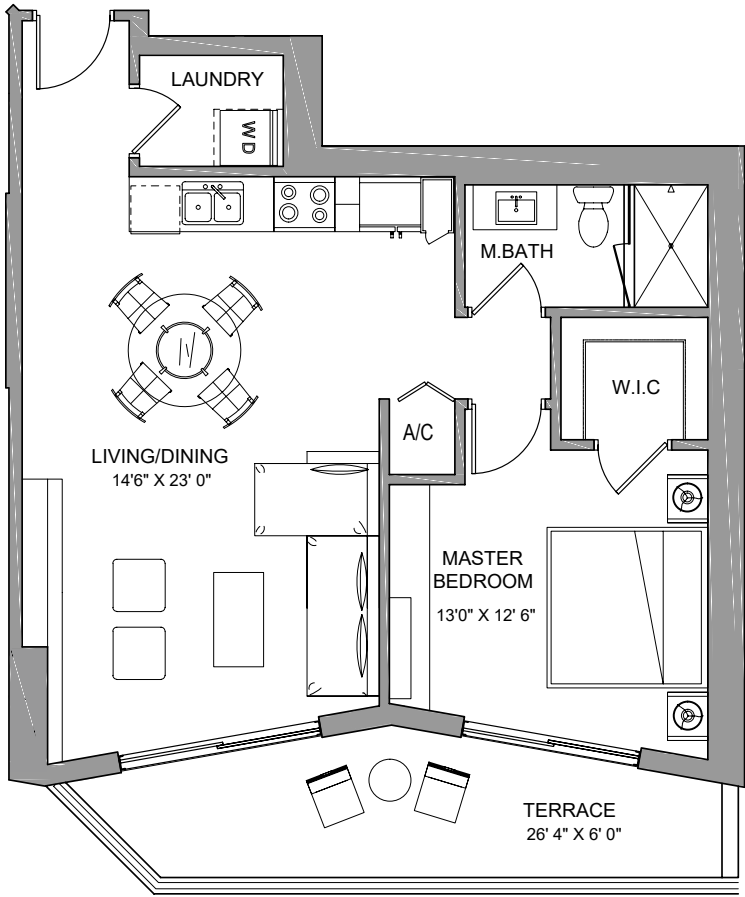 LAUNDRY
W D
M.BATH
W.I.C
A/C
LIVING/DINING
14'6" X 23' 0"
MASTER
BEDROOM
13'0" X 12' 6"
TERRACE
26' 4" X 6' 0"